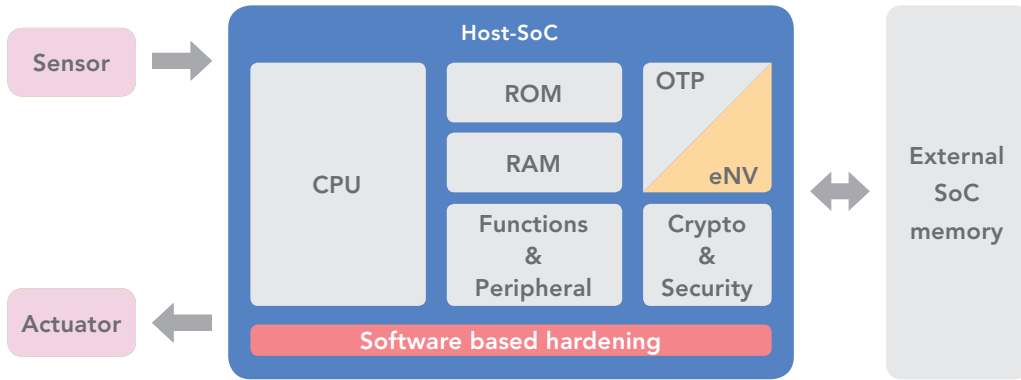 Host-SoC
Sensor
Actuator
CPU
ROM
RAM
Functions
&
Peripheral
OTP
eNV
Crypto
&
Security
Software based hardening
External
SoC
memory